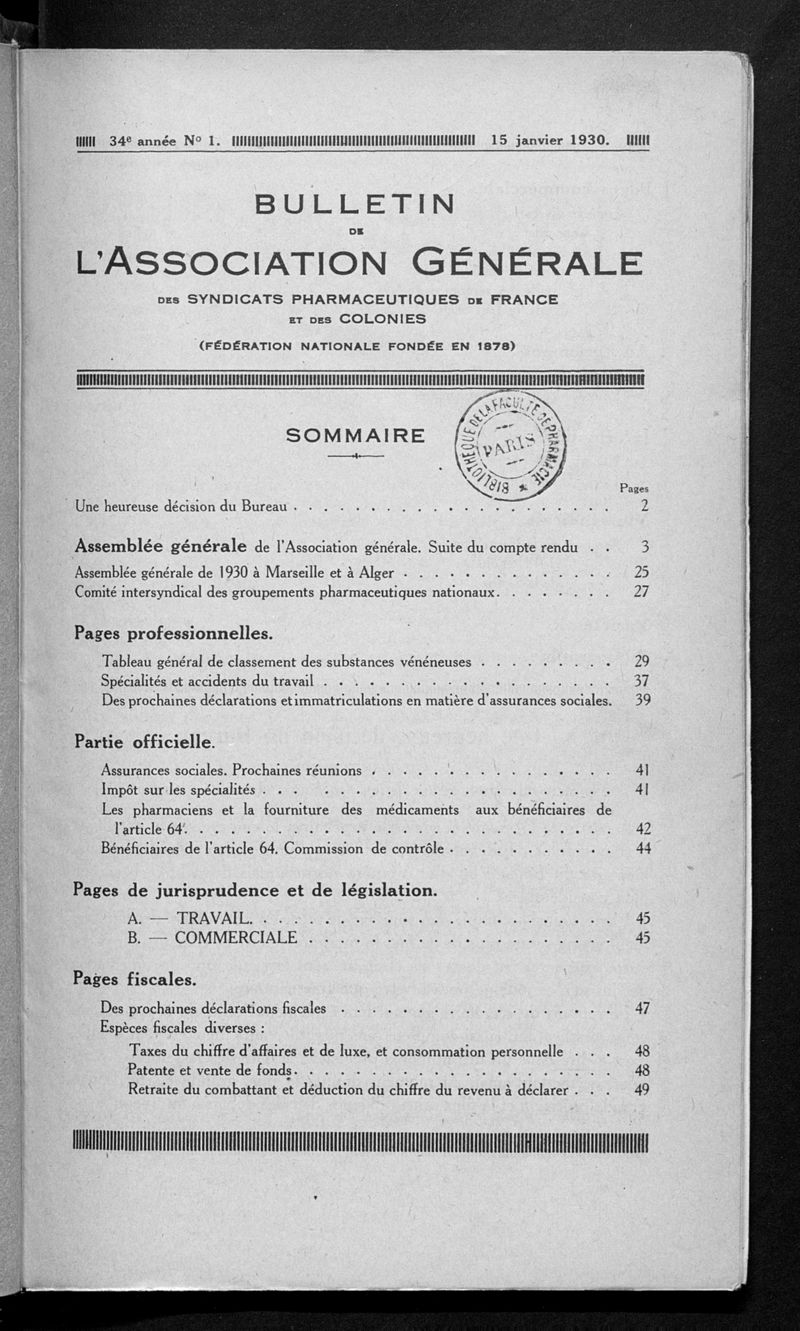 34e année No 1. 15 janvier 1930.
BULLETIN
DE
L'ASSOCIATION GÉNÉRALE
DES SYNDICATS PHARMACEUTIQUES DE FRANCE
ET DES COLONIES
(FÉDÉRATION NATIONALE FONDÉE EN 1878)
SOMMAIRE
BIBLIOTHÈQUE DE LA FACULTÉ DE PHARMACIE
PARIS
Pages
Une heureuse décision du Bureau . . . . . . . . . . . . . . . . . . . . . 2
Assemblée générale de l'Association générale. Suite du compte rendu . . 3
Assemblée générale de 1930 à Marseille et à Alger . . . . . . . . . . . . . . 25
Comité intersyndical des groupements pharmaceutiques nationaux. . . . . . . . 27
Pages professionnelles.
Tableau général de classement des substances vénéneuses . . . . . . . . . 29
Spécialités et accidents du travail . . . . . . . . . . . . . . . . . . . 37
Des prochaines déclarations et immatriculations en matière d'assurances sociales. 39
Partie officielle.
Assurances sociales. Prochaines réunions . . . . . . . . . . . . . . . . 41
Impôt sur les spécialités . . . . . . . . . . . . . . . . . . . . . . 41
Les pharmaciens et la fourniture des médicaments aux bénéficiaires de
l'article 64. . . . . . . . . . . . . . . . . . . . . . . . . . . . 42
Bénéficiaires de l'article 64. Commission de contrôle . . . . . . . . . . . 44
Pages de jurisprudence et de législation.
A. — TRAVAIL. . . . . . . . . . . . . . . . . . . . . . . . 45
B. — COMMERCIALE . . . . . . . . . . . . . . . . . . . . 45
Pages fiscales.
Des prochaines déclarations fiscales . . . . . . . . . . . . . . . . . . 47
Espèces fiscales diverses :
Taxes du chiffre d'affaires et de luxe, et consommation personnelle . . . 48
Patente et vente de fonds. . . . . . . . . . . . . . . . . . . . . 48
Retraite du combattant et déduction du chiffre du revenu à déclarer . . . 49